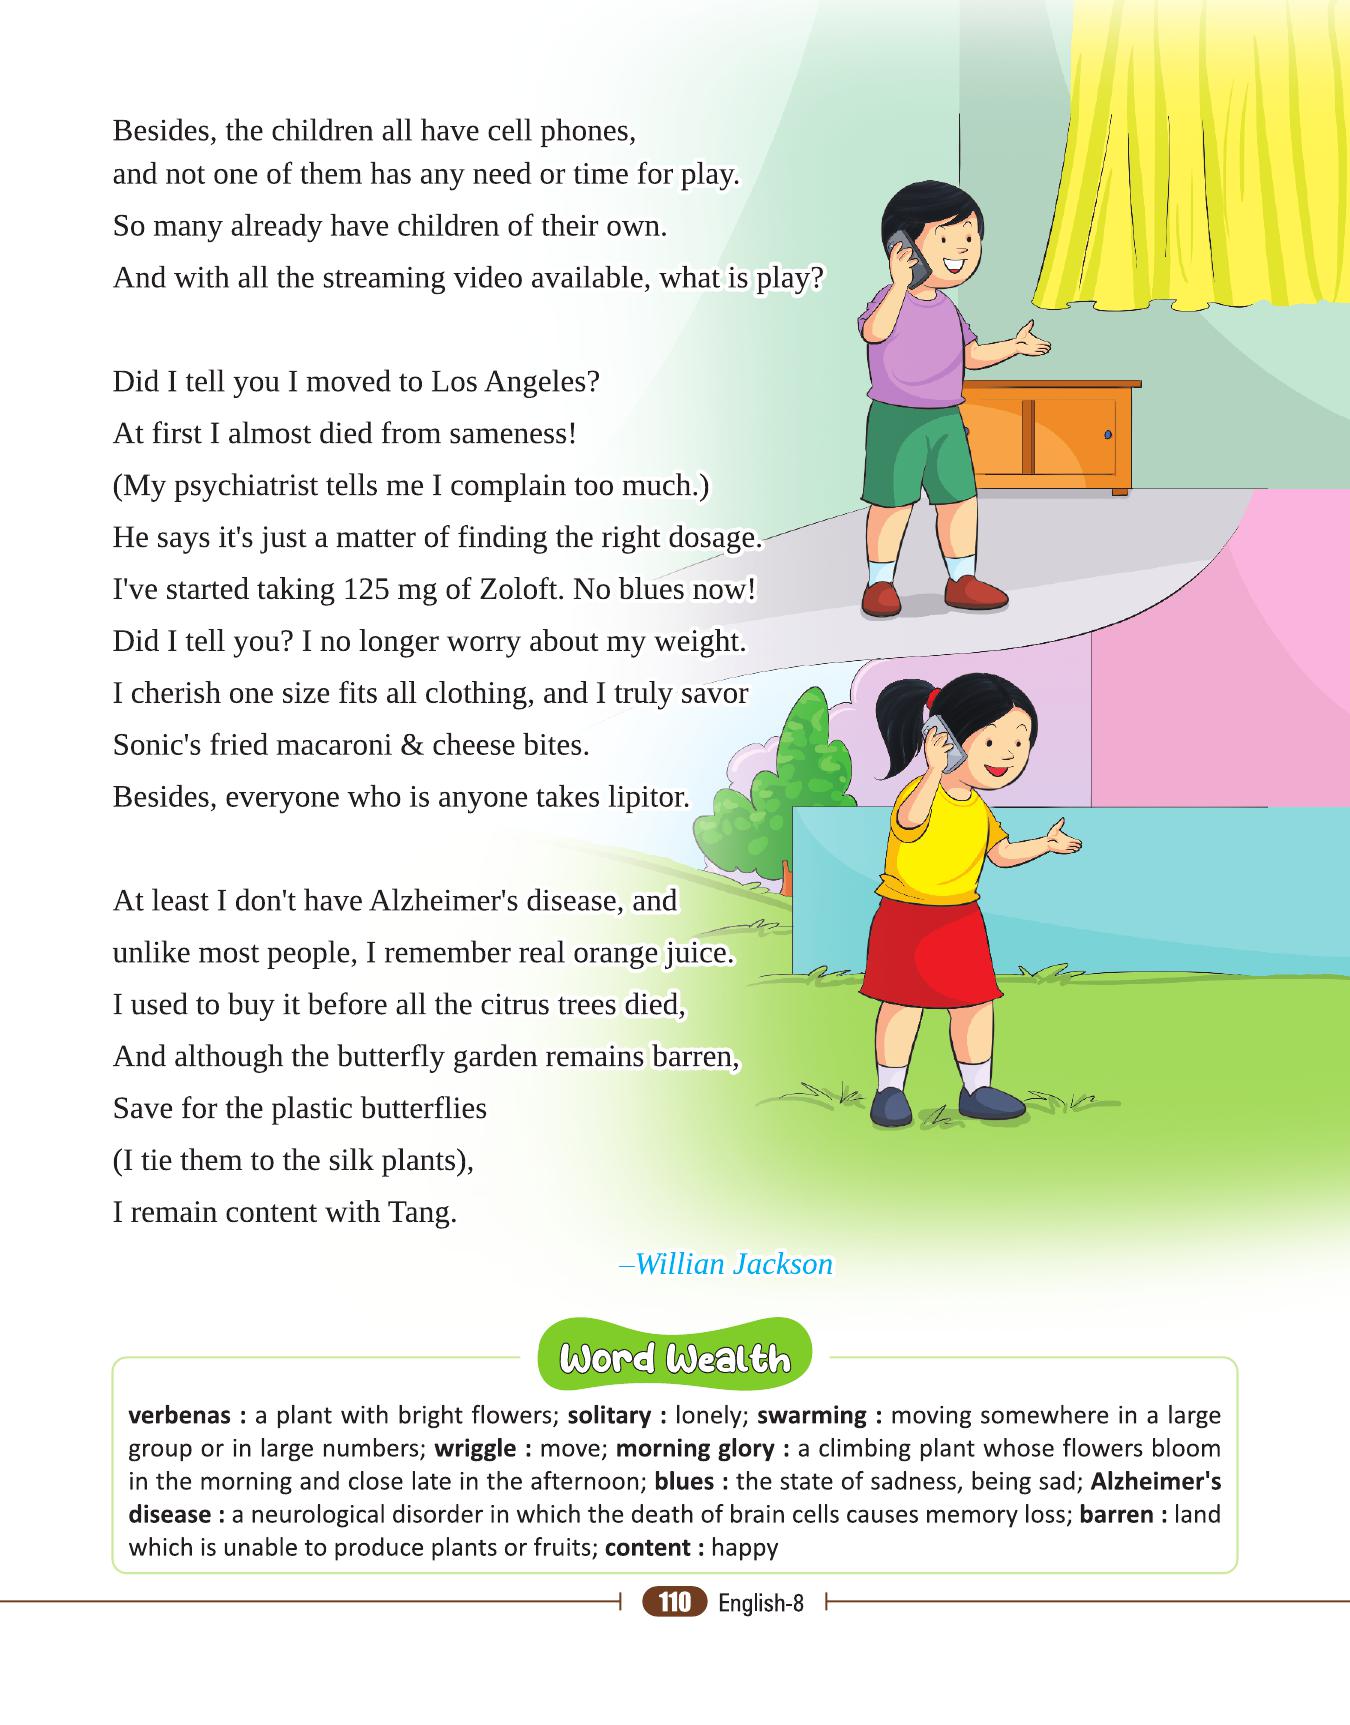 Besides, the children all have cell phones,
and not one of them has any need or time for play.
So many already have children of their own.
And with all the streaming video available, what is play?
Did I tell you I moved to Los Angeles?
At first I almost died from sameness!
(My psychiatrist tells me I complain too much.)
He says it's just a matter of finding the right dosage.
I've started taking 125 mg of Zoloft. No blues now!
Did I tell you? I no longer worry about my weight.
I cherish one size fits all clothing, and I truly savor
Sonic's fried macaroni & cheese bites.
Besides, everyone who is anyone takes lipitor.
At least I don't have Alzheimer's disease, and
unlike most people, I remember real orange juice.
I used to buy it before all the citrus trees died,
And although the butterfly garden remains barren,
Save for the plastic butterflies
(I tie them to the silk plants),
I remain content with Tang.
–Willian Jackson
Word Wealth
verbenas : a plant with bright flowers; solitary : lonely; swarming : moving somewhere in a large
group or in large numbers; wriggle : move; morning glory : a climbing plant whose flowers bloom
in the morning and close late in the afternoon; blues : the state of sadness, being sad; Alzheimer's
disease : a neurological disorder in which the death of brain cells causes memory loss; barren : land
which is unable to produce plants or fruits; content : happy
110 English-8